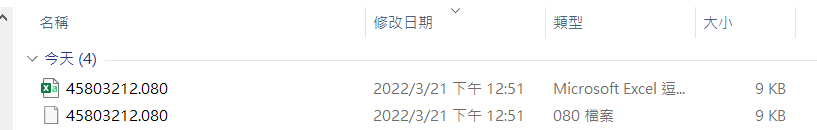 名稱 修改日期 類型 大小
今天 (4)
45803212.080 2022/3/21 下午 12:51 Microsoft Excel 逗... 9 KB
45803212.080 2022/3/21 下午 12:51 080 檔案 9 KB